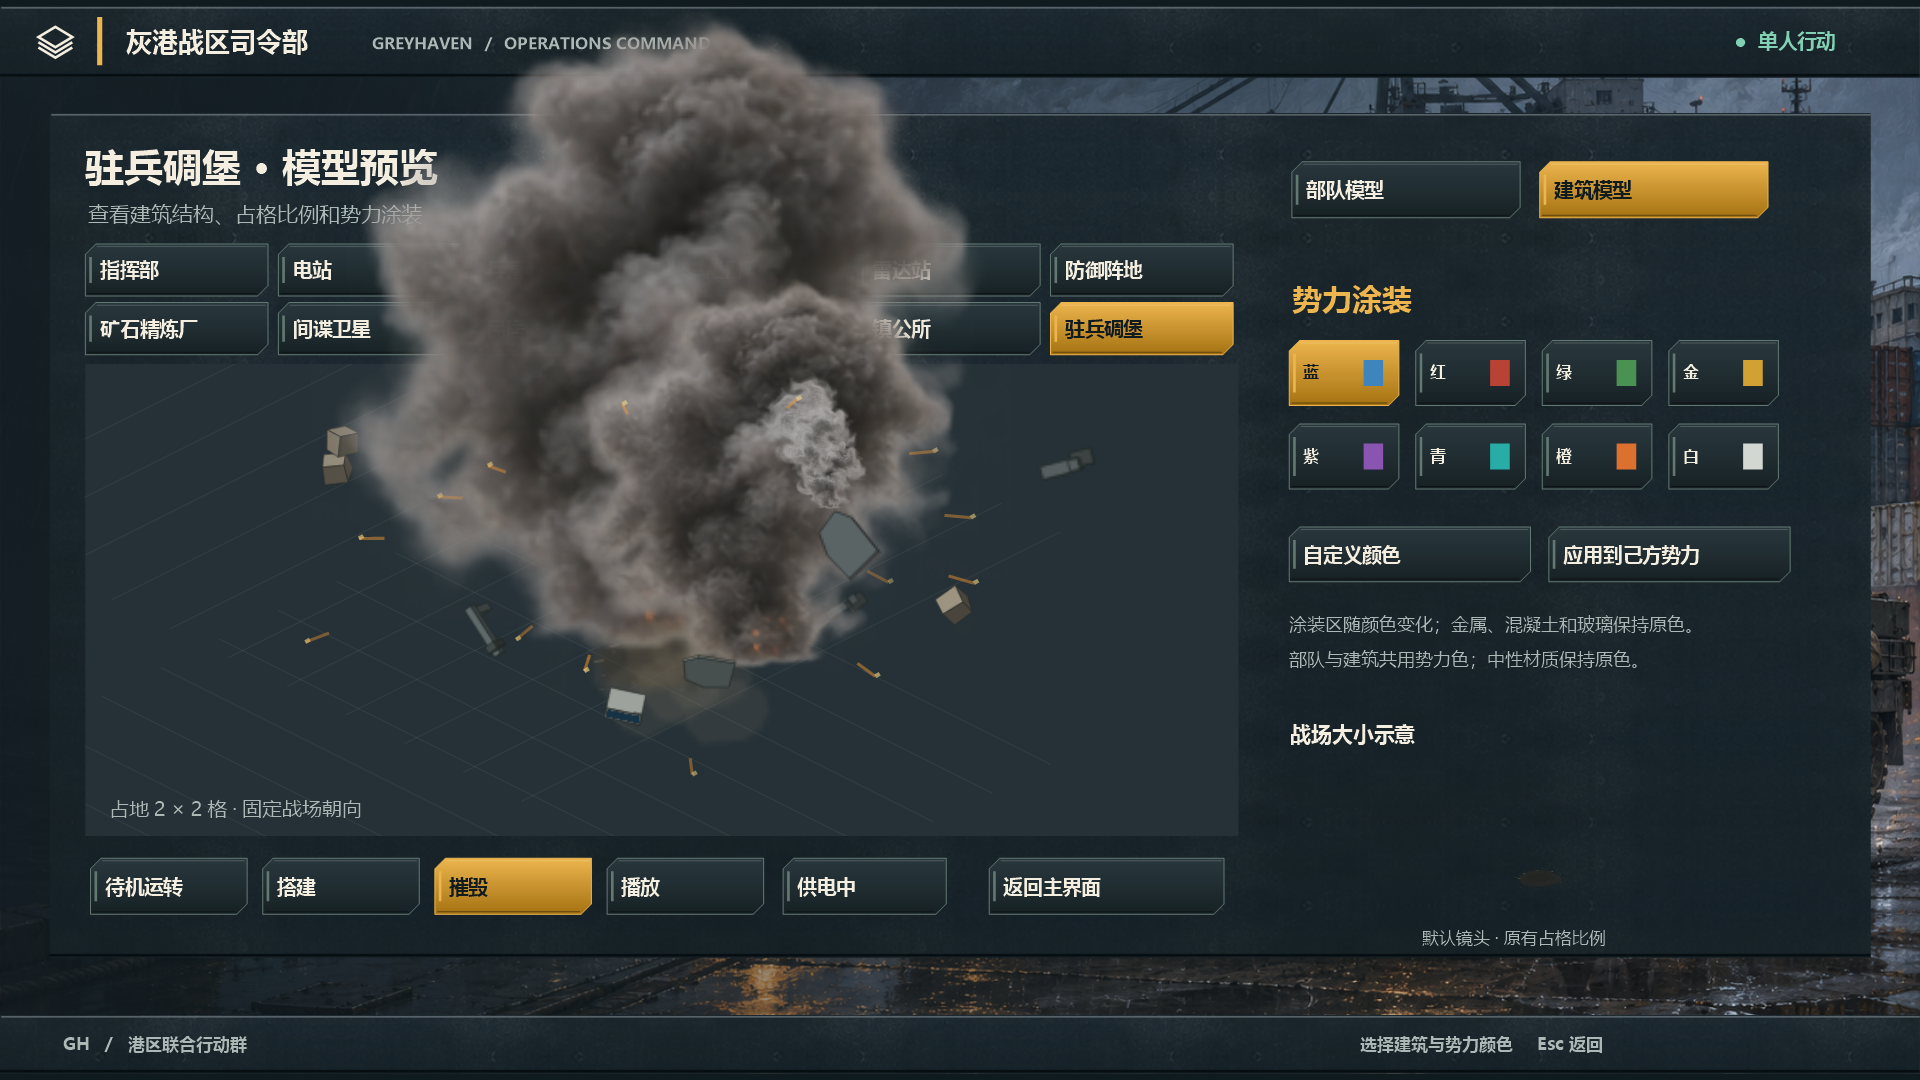 灰港战区司令部
GREYHAVEN / OPERATIONS COMMAND
单人行动
驻兵碉堡·模型预览
查看建筑结构、占格比例和势力涂装
指挥部
电站
雷达站
防御阵地
矿石精炼厂
间谍卫星
镇公所
驻兵碉堡
占地 2 × 2 格·固定战场朝向
待机运转
搭建
摧毁
播放
供电中
返回主界面
部队模型
建筑模型
势力涂装
蓝
红
绿
金
紫
青
橙
白
自定义颜色
应用到己方势力
涂装区随颜色变化；金属、混凝土和玻璃保持原色。
部队与建筑共用势力色；中性材质保持原色。
战场大小示意
默认镜头·原有占格比例
GH / 港区联合行动群
选择建筑与势力颜色 Esc 返回